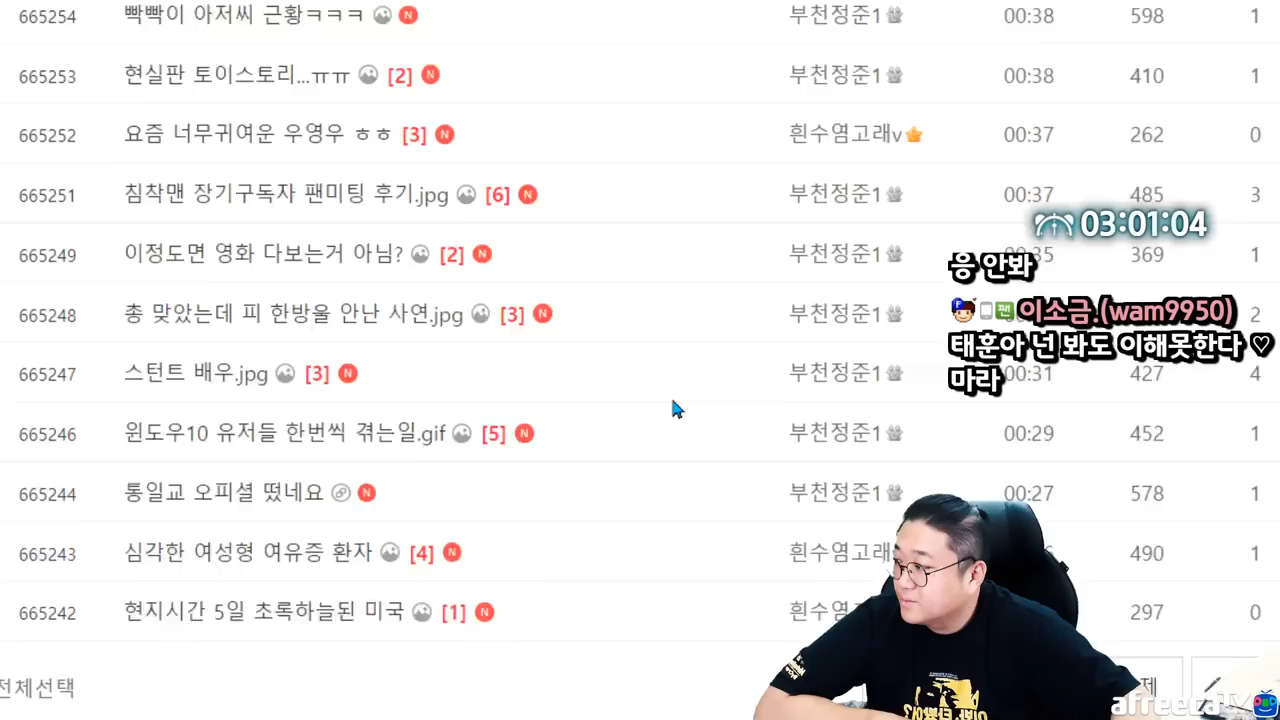 665254 빡빡이 아저씨 근황ㅋㅋㅋ N 부천정준1 00:38 598 1
665253 현실판 토이스토리...ㅠㅠ [2] N 부천정준1 00:38 410 1
665252 요즘 너무귀여운 우영우 ㅎㅎ [3] N 흰수염고래v 00:37 262 0
665251 침착맨 장기구독자 팬미팅 후기.jpg [6] N 부천정준1 00:37 485 3
03:01:04
665249 이정도면 영화 다보는거 아님? [2] N 부천정준1 369 1
응 안봐
665248 총 맞았는데 피 한방울 안난 사연.jpg [3] N 부천정준1 2
이소금.(wam9950)
태훈아 넌 봐도 이해못한다 ♡
마라
665247 스턴트 배우.jpg [3] N 부천정준1 00:31 427 4
665246 윈도우10 유저들 한번씩 겪는일.gif [5] N 부천정준1 00:29 452 1
665244 통일교 오피셜 떴네요 N 부천정준1 00:27 578 1
665243 심각한 여성형 여유증 환자 [4] N 흰수염고래 490 1
665242 현지시간 5일 초록하늘된 미국 [1] N 흰수염 297 0
전체선택
afreecaTV